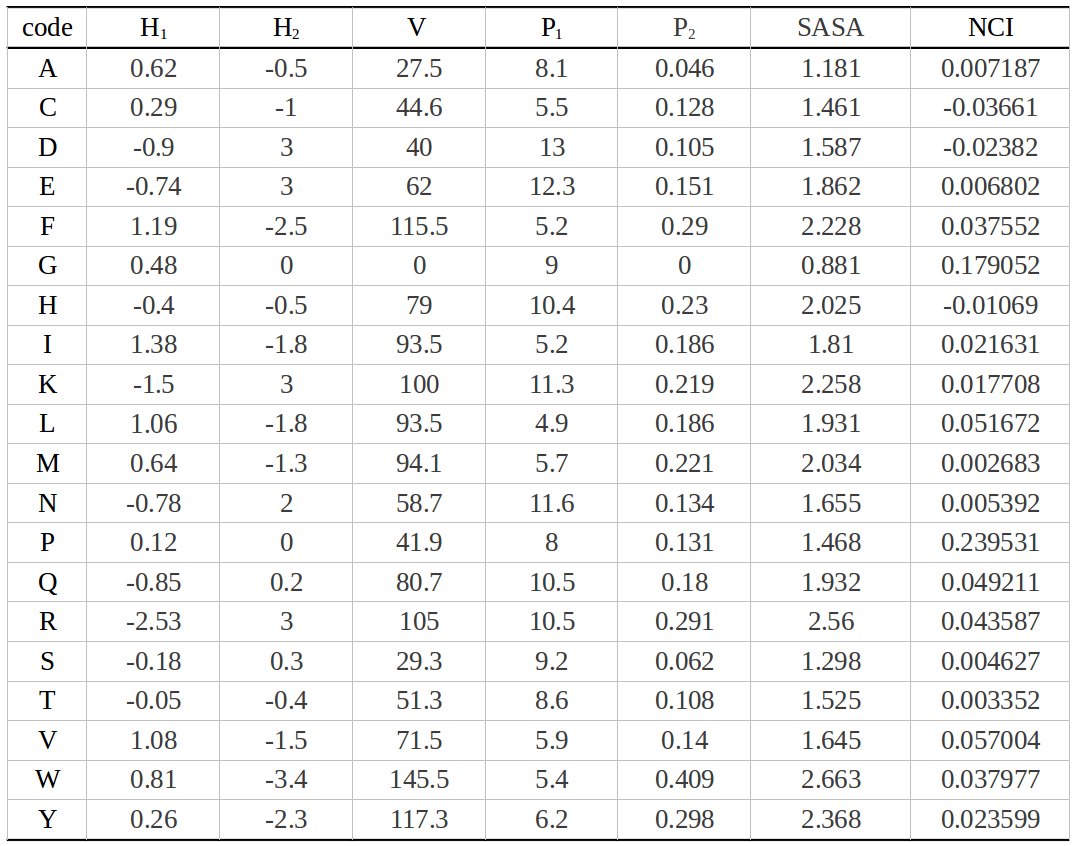 code H₁ H₂ V P₁ P₂ SASA NCI
A 0.62 -0.5 27.5 8.1 0.046 1.181 0.007187
C 0.29 -1 44.6 5.5 0.128 1.461 -0.03661
D -0.9 3 40 13 0.105 1.587 -0.02382
E -0.74 3 62 12.3 0.151 1.862 0.006802
F 1.19 -2.5 115.5 5.2 0.29 2.228 0.037552
G 0.48 0 0 9 0 0.881 0.179052
H -0.4 -0.5 79 10.4 0.23 2.025 -0.01069
I 1.38 -1.8 93.5 5.2 0.186 1.81 0.021631
K -1.5 3 100 11.3 0.219 2.258 0.017708
L 1.06 -1.8 93.5 4.9 0.186 1.931 0.051672
M 0.64 -1.3 94.1 5.7 0.221 2.034 0.002683
N -0.78 2 58.7 11.6 0.134 1.655 0.005392
P 0.12 0 41.9 8 0.131 1.468 0.239531
Q -0.85 0.2 80.7 10.5 0.18 1.932 0.049211
R -2.53 3 105 10.5 0.291 2.56 0.043587
S -0.18 0.3 29.3 9.2 0.062 1.298 0.004627
T -0.05 -0.4 51.3 8.6 0.108 1.525 0.003352
V 1.08 -1.5 71.5 5.9 0.14 1.645 0.057004
W 0.81 -3.4 145.5 5.4 0.409 2.663 0.037977
Y 0.26 -2.3 117.3 6.2 0.298 2.368 0.023599